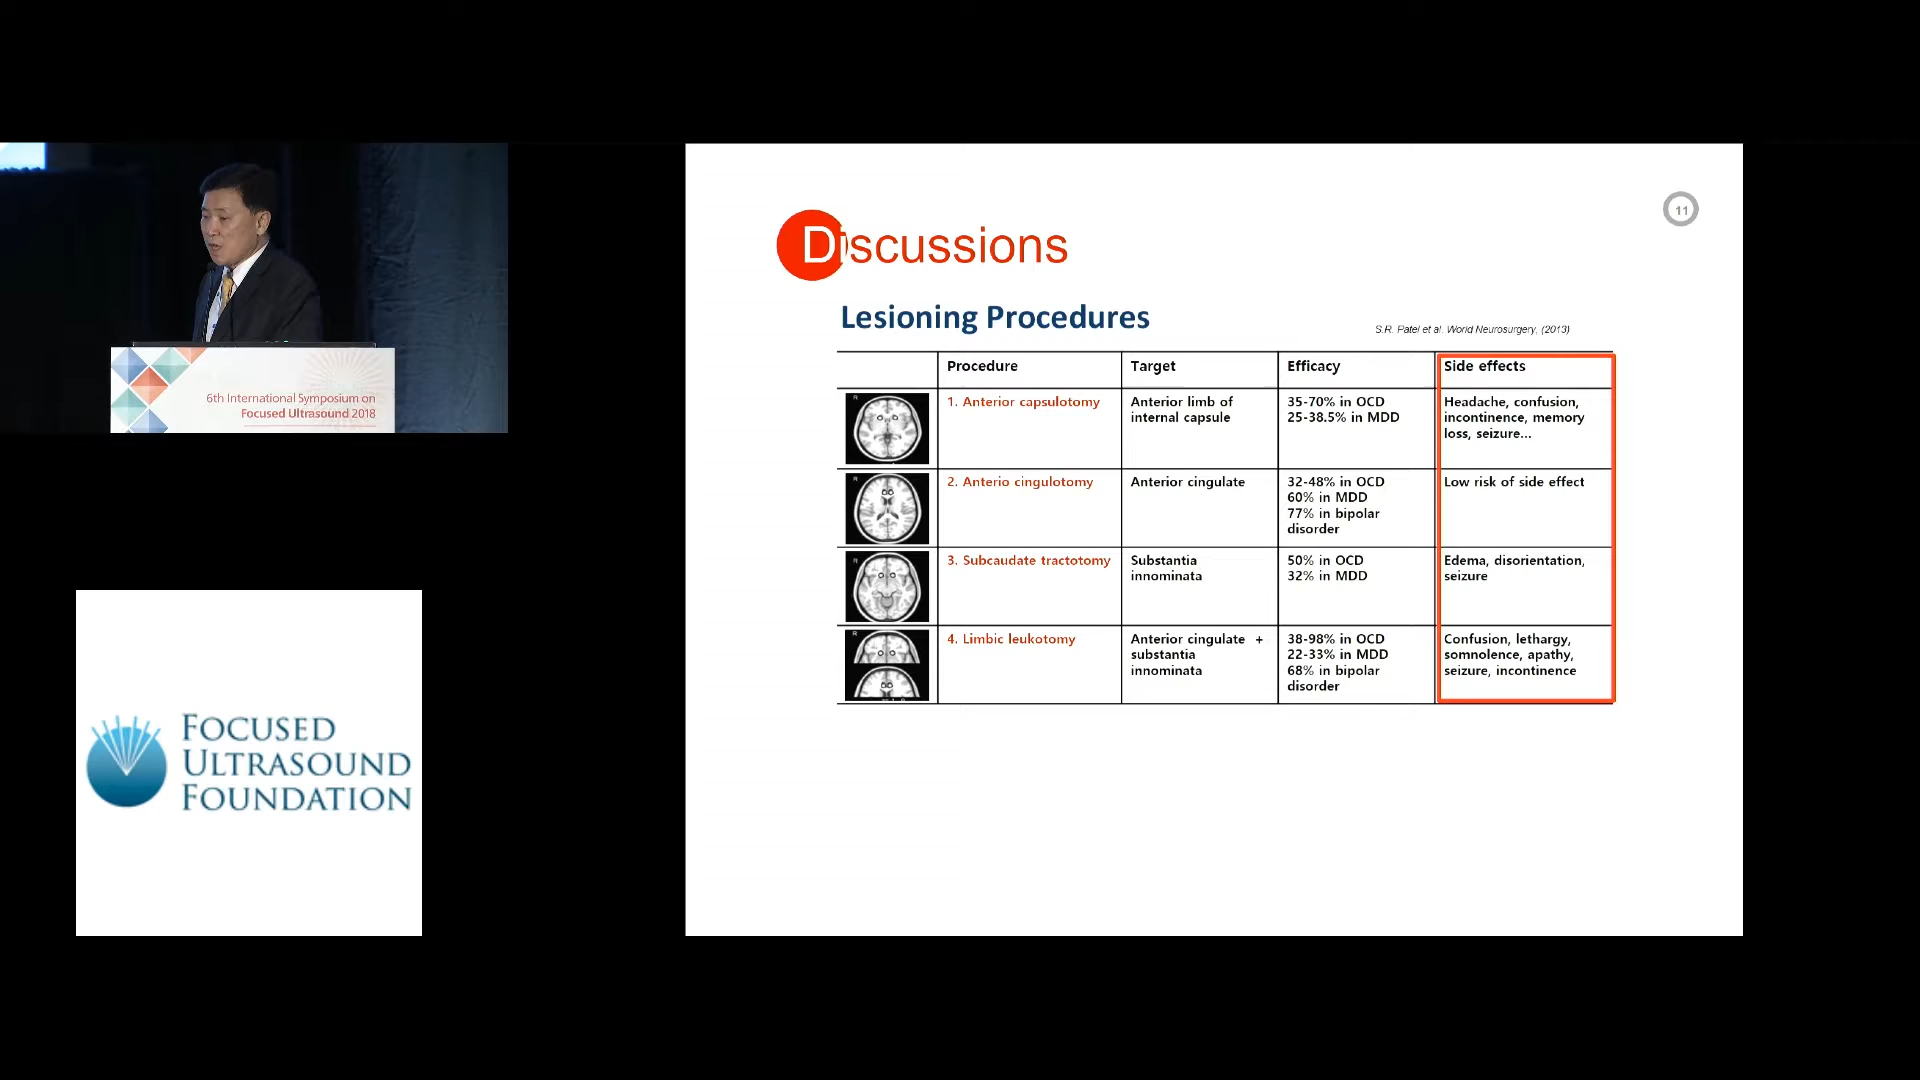 6th International Symposium on
Focused Ultrasound 2018
FOCUSED
ULTRASOUND
FOUNDATION
11
Discussions
Lesioning Procedures
S.R. Patel et al. World Neurosurgery, (2013)
Procedure
Target
Efficacy
Side effects
1. Anterior capsulotomy
Anterior limb of
internal capsule
35-70% in OCD
25-38.5% in MDD
Headache, confusion,
incontinence, memory
loss, seizure...
2. Anterio cingulotomy
Anterior cingulate
32-48% in OCD
60% in MDD
77% in bipolar
disorder
Low risk of side effect
3. Subcaudate tractotomy
Substantia
innominata
50% in OCD
32% in MDD
Edema, disorientation,
seizure
4. Limbic leukotomy
Anterior cingulate +
substantia
innominata
38-98% in OCD
22-33% in MDD
68% in bipolar
disorder
Confusion, lethargy,
somnolence, apathy,
seizure, incontinence